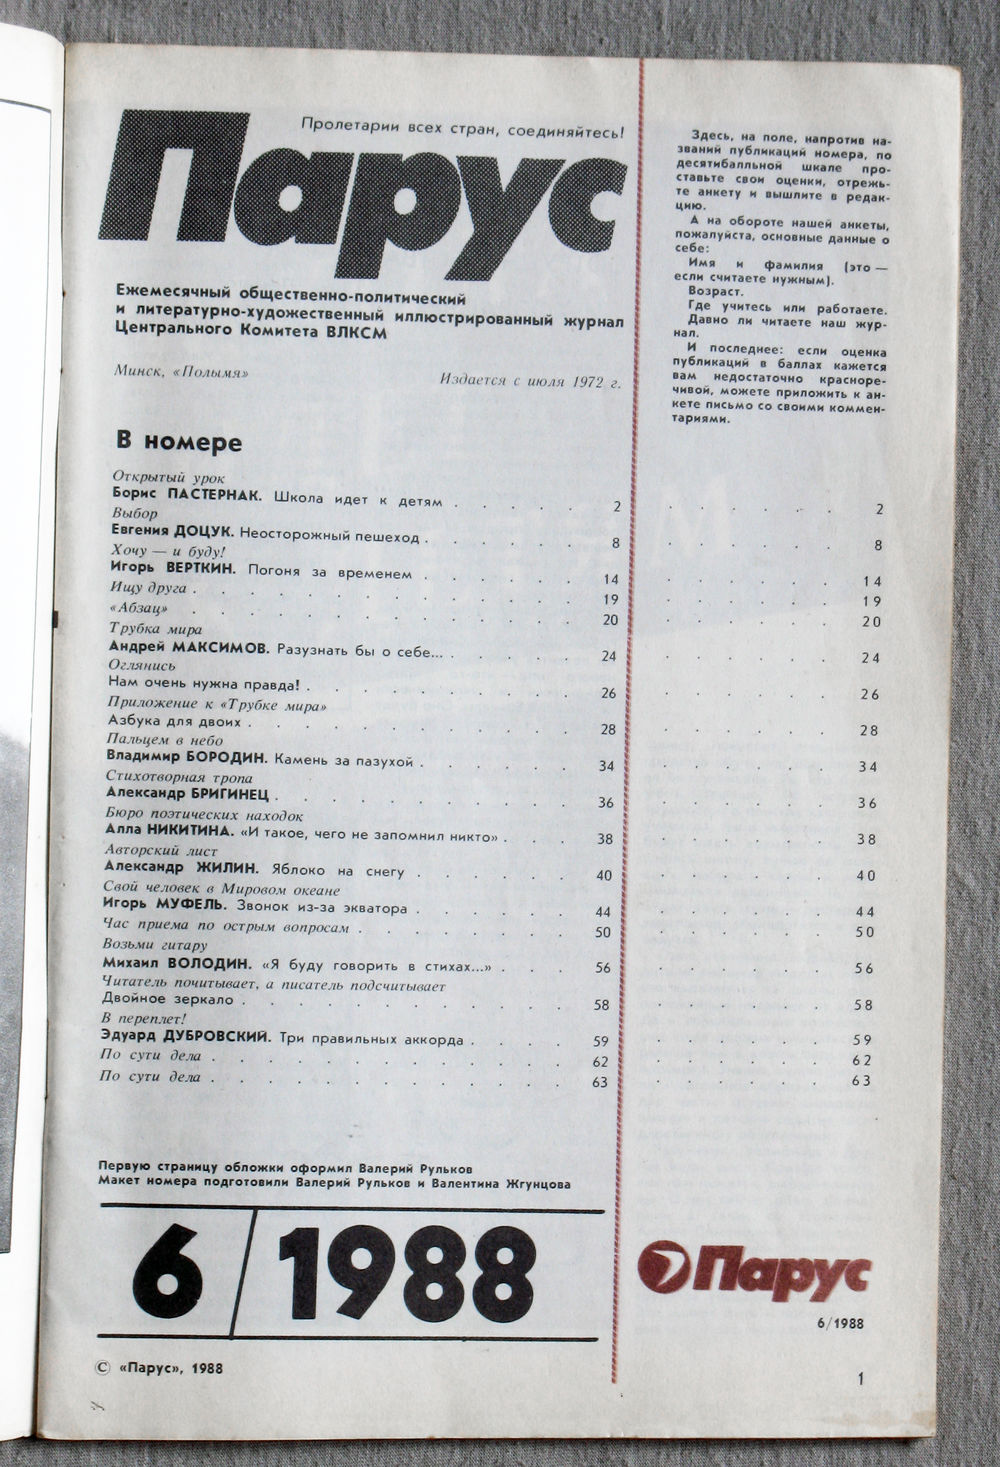 Пролетарии всех стран, соединяйтесь!
Парус
Ежемесячный общественно-политический
и литературно-художественный иллюстрированный журнал
Центрального Комитета ВЛКСМ
Минск, «Полымя»
Издается с июля 1972 г.
В номере
Открытый урок
Борис ПАСТЕРНАК. Школа идет к детям . . . . . 2
Выбор
Евгения ДОЦУК. Неосторожный пешеход . . . . . . 8
Хочу — и буду!
Игорь ВЕРТКИН. Погоня за временем . . . . . . 14
Ищу друга . . . . . . . . . . . . . 19
«Абзац» . . . . . . . . . . . . . 20
Трубка мира
Андрей МАКСИМОВ. Разузнать бы о себе... . . . . . 24
Оглянись
Нам очень нужна правда! . . . . . . . . . . 26
Приложение к «Трубке мира»
Азбука для двоих . . . . . . . . . . . . 28
Пальцем в небо
Владимир БОРОДИН. Камень за пазухой . . . . . . 34
Стихотворная тропа
Александр БРИГИНЕЦ . . . . . . . . . . . 36
Бюро поэтических находок
Алла НИКИТИНА. «И такое, чего не запомнил никто» . . . 38
Авторский лист
Александр ЖИЛИН. Яблоко на снегу . . . . . . 40
Свой человек в Мировом океане
Игорь МУФЕЛЬ. Звонок из-за экватора . . . . . . 44
Час приема по острым вопросам . . . . . . . . 50
Возьми гитару
Михаил ВОЛОДИН. «Я буду говорить в стихах...» . . . 56
Читатель почитывает, а писатель подсчитывает
Двойное зеркало . . . . . . . . . . . . 58
В переплет!
Эдуард ДУБРОВСКИЙ. Три правильных аккорда . . . . 59
По сути дела . . . . . . . . . . . . . 62
По сути дела . . . . . . . . . . . . . 63
Первую страницу обложки оформил Валерий Рульков
Макет номера подготовили Валерий Рульков и Валентина Жгунцова
6/1988
© «Парус», 1988
Здесь, на поле, напротив на-
званий публикаций номера, по
десятибалльной шкале про-
ставьте свои оценки, отрежь-
те анкету и вышлите в редак-
цию.
А на обороте нашей анкеты,
пожалуйста, основные данные о
себе:
Имя и фамилия (это —
если считаете нужным).
Возраст.
Где учитесь или работаете.
Давно ли читаете наш жур-
нал.
И последнее: если оценка
публикаций в баллах кажется
вам недостаточно красноре-
чивой, можете приложить к ан-
кете письмо со своими коммен-
тариями.
. . . . . . 2
. . . . . . 8
. . . . . . 14
. . . . . . 19
. . . . . . 20
. . . . . . 24
. . . . . . 26
. . . . . . 28
. . . . . . 34
. . . . . . 36
. . . . . . 38
. . . . . . 40
. . . . . . 44
. . . . . . 50
. . . . . . 56
. . . . . . 58
. . . . . . 59
. . . . . . 62
. . . . . . 63
Парус
6/1988
1